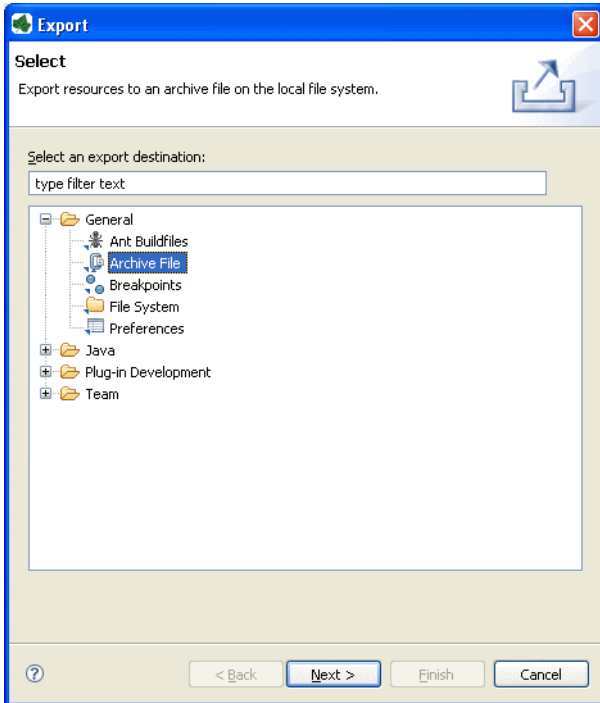 Export
Select
Export resources to an archive file on the local file system.
Select an export destination:
type filter text
General
Ant Buildfiles
Archive File
Breakpoints
File System
Preferences
Java
Plug-in Development
Team
? < Back Next > Finish Cancel